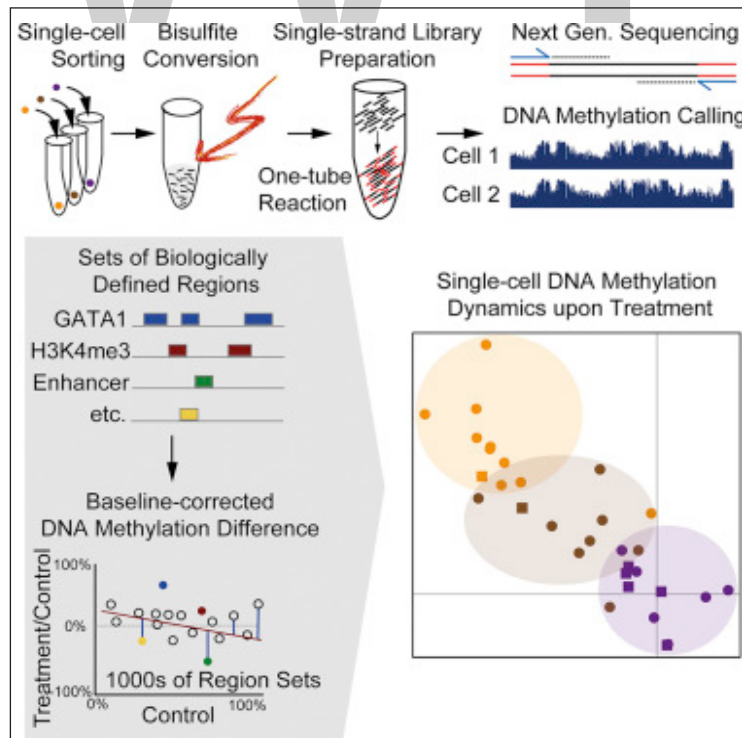 Single-cell
Sorting
Bisulfite
Conversion
Single-strand Library
Preparation
Next Gen. Sequencing
One-tube
Reaction
DNA Methylation Calling
Cell 1
Cell 2
Sets of Biologically
Defined Regions
GATA1
H3K4me3
Enhancer
etc.
Baseline-corrected
DNA Methylation Difference
Treatment/Control
100%
0%
-100%
1000s of Region Sets
0%
100%
Control
Single-cell DNA Methylation
Dynamics upon Treatment